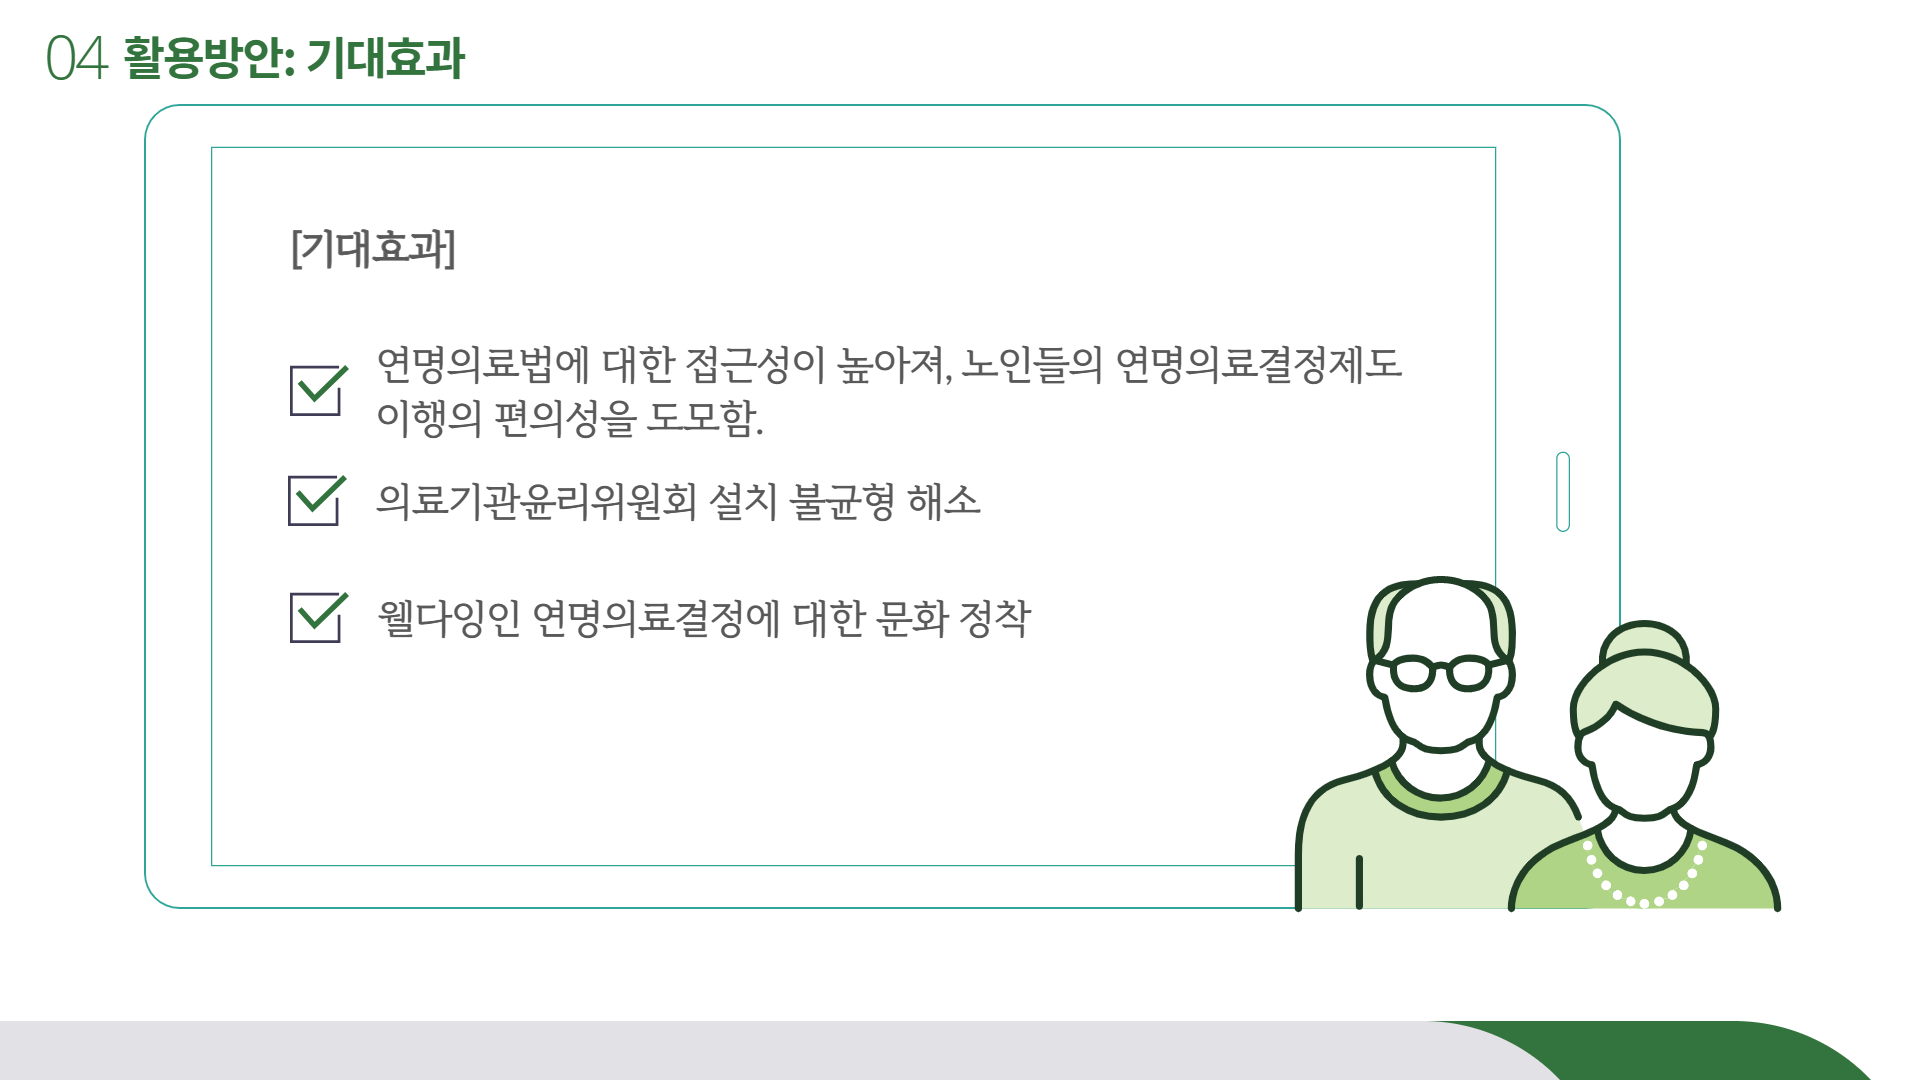 04 활용방안: 기대효과
[기대효과]
연명의료법에 대한 접근성이 높아져, 노인들의 연명의료결정제도
이행의 편의성을 도모함.
의료기관윤리위원회 설치 불균형 해소
웰다잉인 연명의료결정에 대한 문화 정착